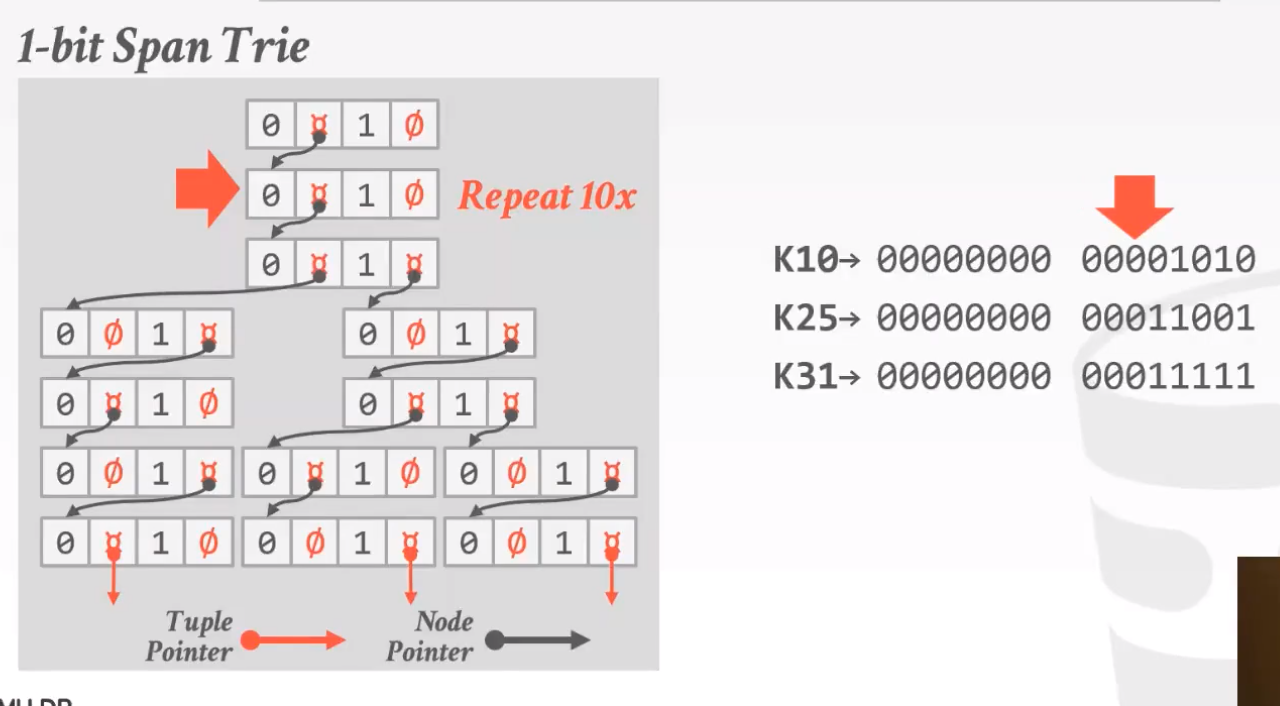 1-bit Span Trie
0 ¤ 1 Ø
0 ¤ 1 Ø Repeat 10x
0 ¤ 1 ¤
0 Ø 1 ¤ 0 Ø 1 ¤
0 ¤ 1 Ø 0 ¤ 1 ¤
0 Ø 1 ¤ 0 ¤ 1 Ø 0 Ø 1 ¤
0 ¤ 1 Ø 0 Ø 1 ¤ 0 Ø 1 ¤
Tuple
Pointer
Node
Pointer
K10→ 00000000 00001010
K25→ 00000000 00011001
K31→ 00000000 00011111